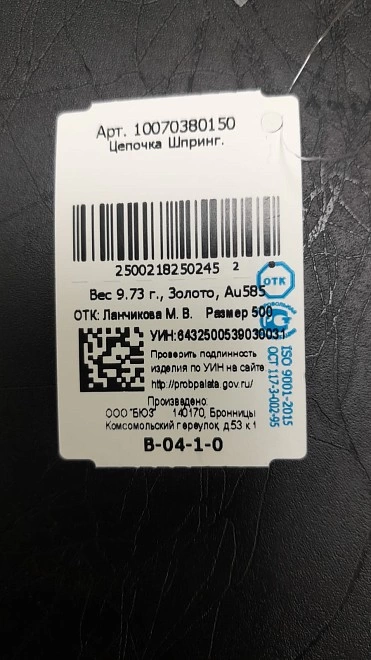 Арт. 10070380150
Цепочка Шпринг.
2500218250245 2
Вес 9.73 г., Золото, Au585
ОТК: Ланчикова М. В. Размер 500
УИН:6432500539030031
Проверить подлинность
изделия по УИН на сайте
http://probpalata.gov.ru/
Произведено:
ООО "БЮЗ" 140170, Бронницы
Комсомольский переулок, д.53 к 1
В-04-1-0
ОТК
ISO 9001-2015
ОСТ 117-3-002-95